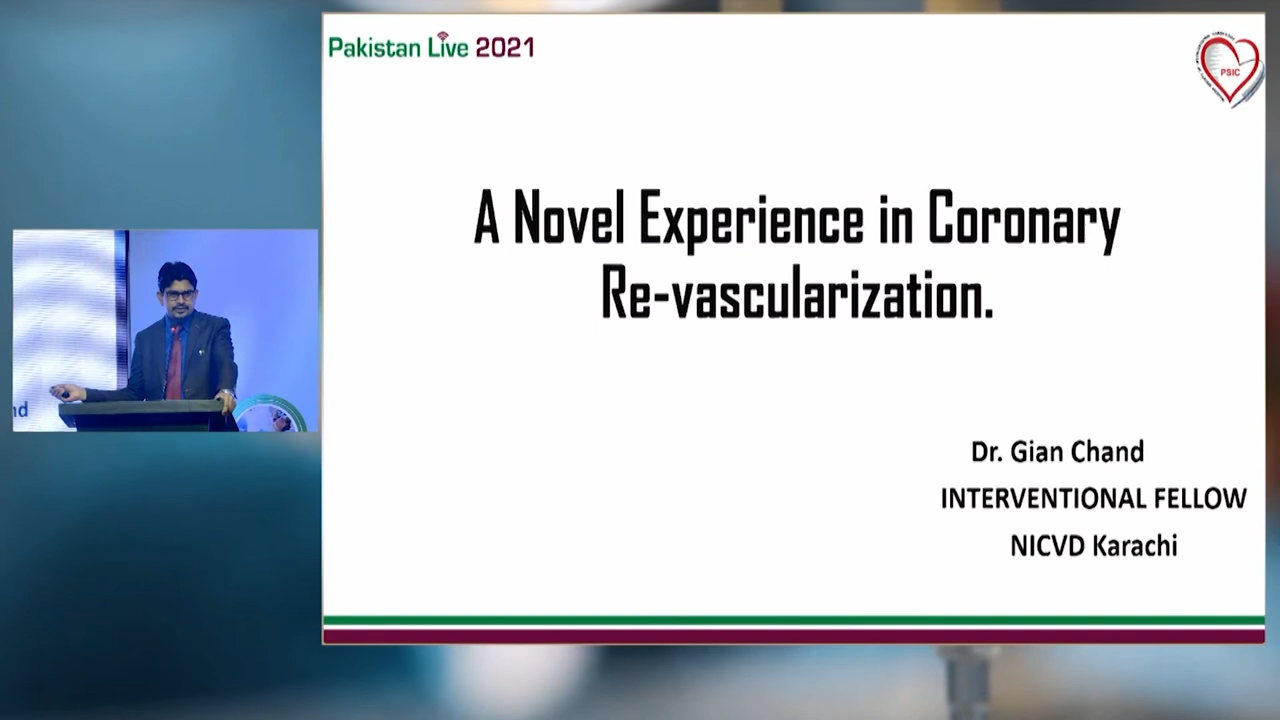 Pakistan Live 2021
PSIC
A Novel Experience in Coronary
Re-vascularization.
Dr. Gian Chand
INTERVENTIONAL FELLOW
NICVD Karachi
nd